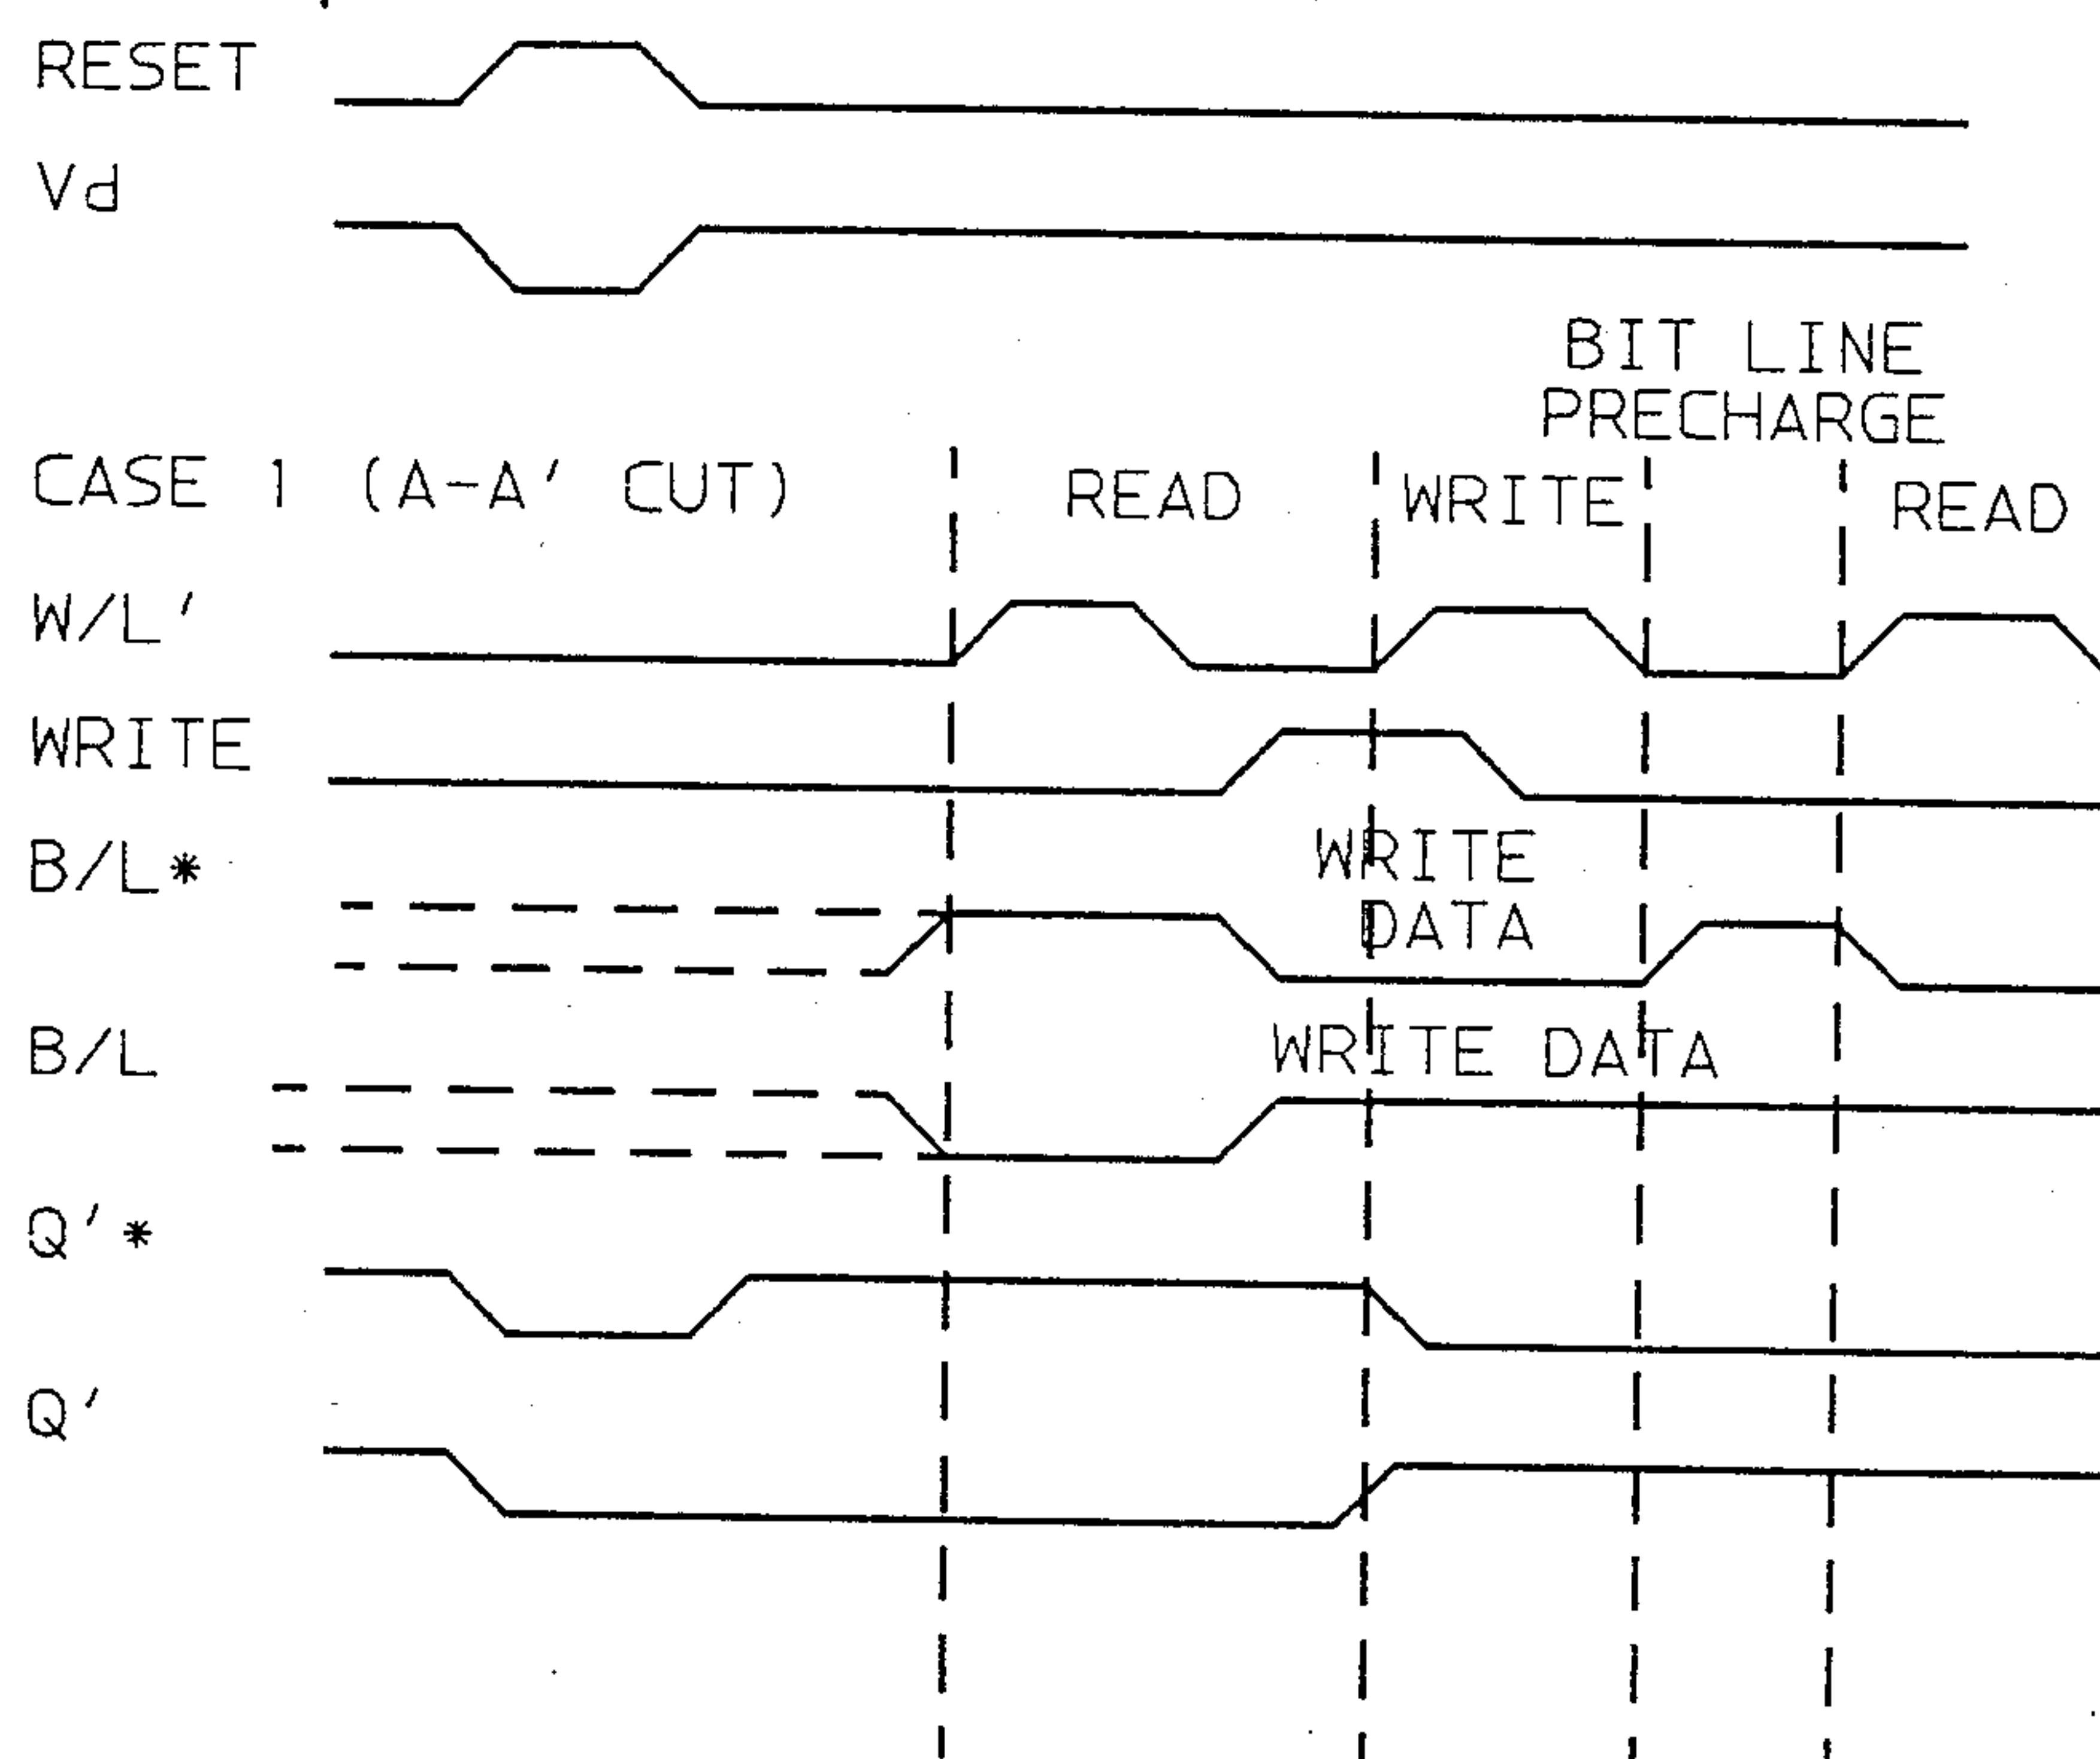 RESET
Vd
BIT LINE
PRECHARGE
CASE 1 (A-A' CUT) READ WRITE READ
W/L'
WRITE
B/L*
WRITE
DATA
B/L
WRITE DATA
Q'*
Q'